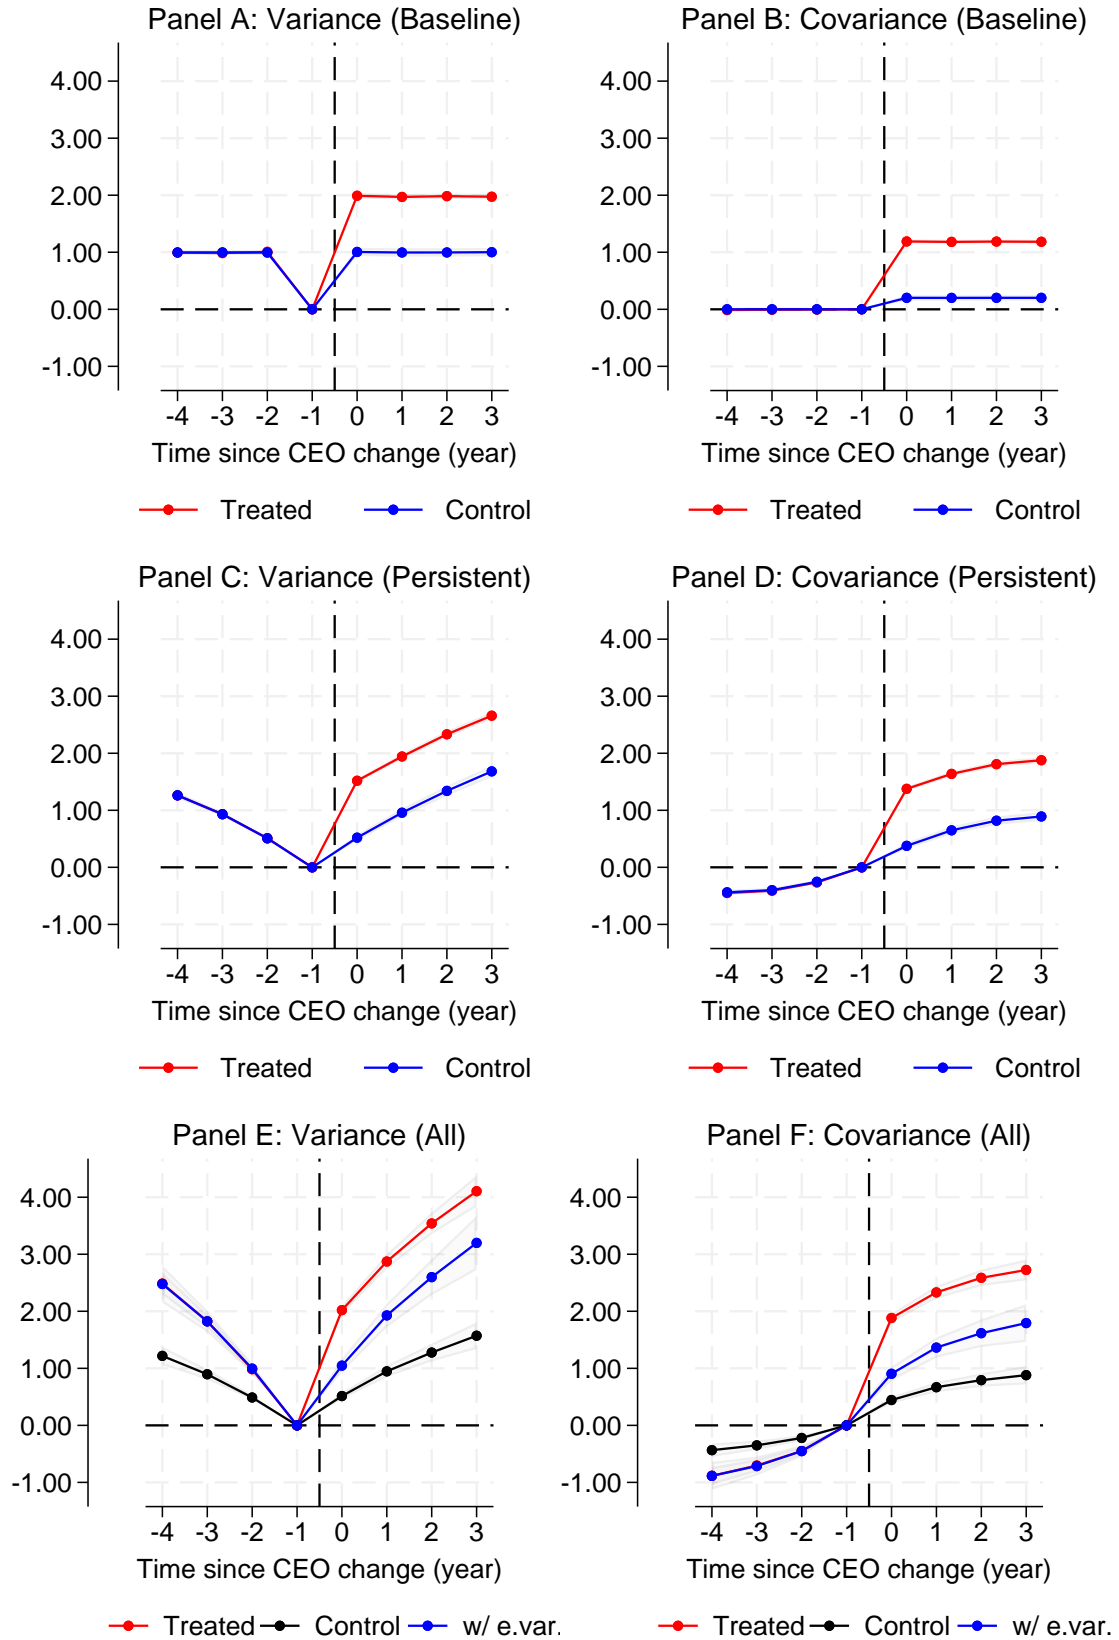 Panel A: Variance (Baseline)
4.00
3.00
2.00
1.00
0.00
-1.00
-4 -3 -2 -1 0 1 2 3
Time since CEO change (year)
Treated Control
Panel B: Covariance (Baseline)
4.00
3.00
2.00
1.00
0.00
-1.00
-4 -3 -2 -1 0 1 2 3
Time since CEO change (year)
Treated Control
Panel C: Variance (Persistent)
4.00
3.00
2.00
1.00
0.00
-1.00
-4 -3 -2 -1 0 1 2 3
Time since CEO change (year)
Treated Control
Panel D: Covariance (Persistent)
4.00
3.00
2.00
1.00
0.00
-1.00
-4 -3 -2 -1 0 1 2 3
Time since CEO change (year)
Treated Control
Panel E: Variance (All)
4.00
3.00
2.00
1.00
0.00
-1.00
-4 -3 -2 -1 0 1 2 3
Time since CEO change (year)
Treated Control w/ e.var.
Panel F: Covariance (All)
4.00
3.00
2.00
1.00
0.00
-1.00
-4 -3 -2 -1 0 1 2 3
Time since CEO change (year)
Treated Control w/ e.var.